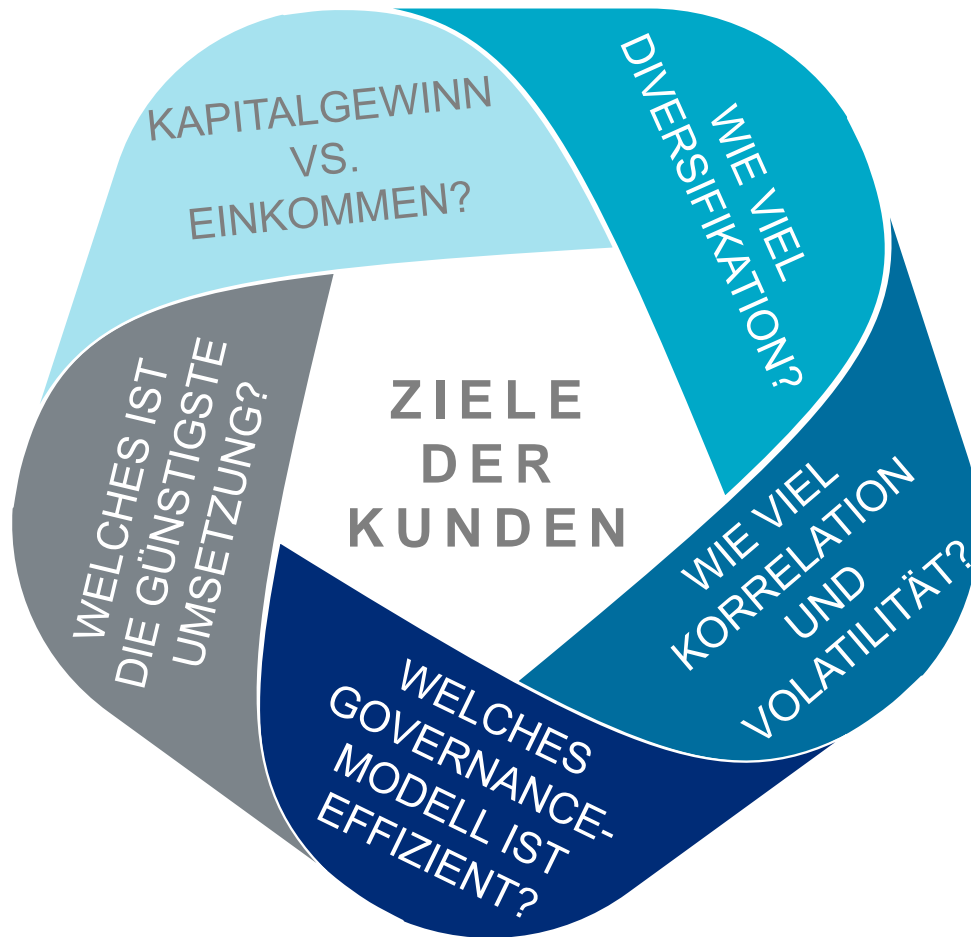 KAPITALGEWINN
VS.
EINKOMMEN?
WIE VIEL
DIVERSIFIKATION?
WIE VIEL
KORRELATION
UND
VOLATILITÄT?
WELCHES
GOVERNANCE-
MODELL IST
EFFIZIENT?
WELCHES IST
DIE GÜNSTIGSTE
UMSETZUNG?
ZIELE
DER
KUNDEN